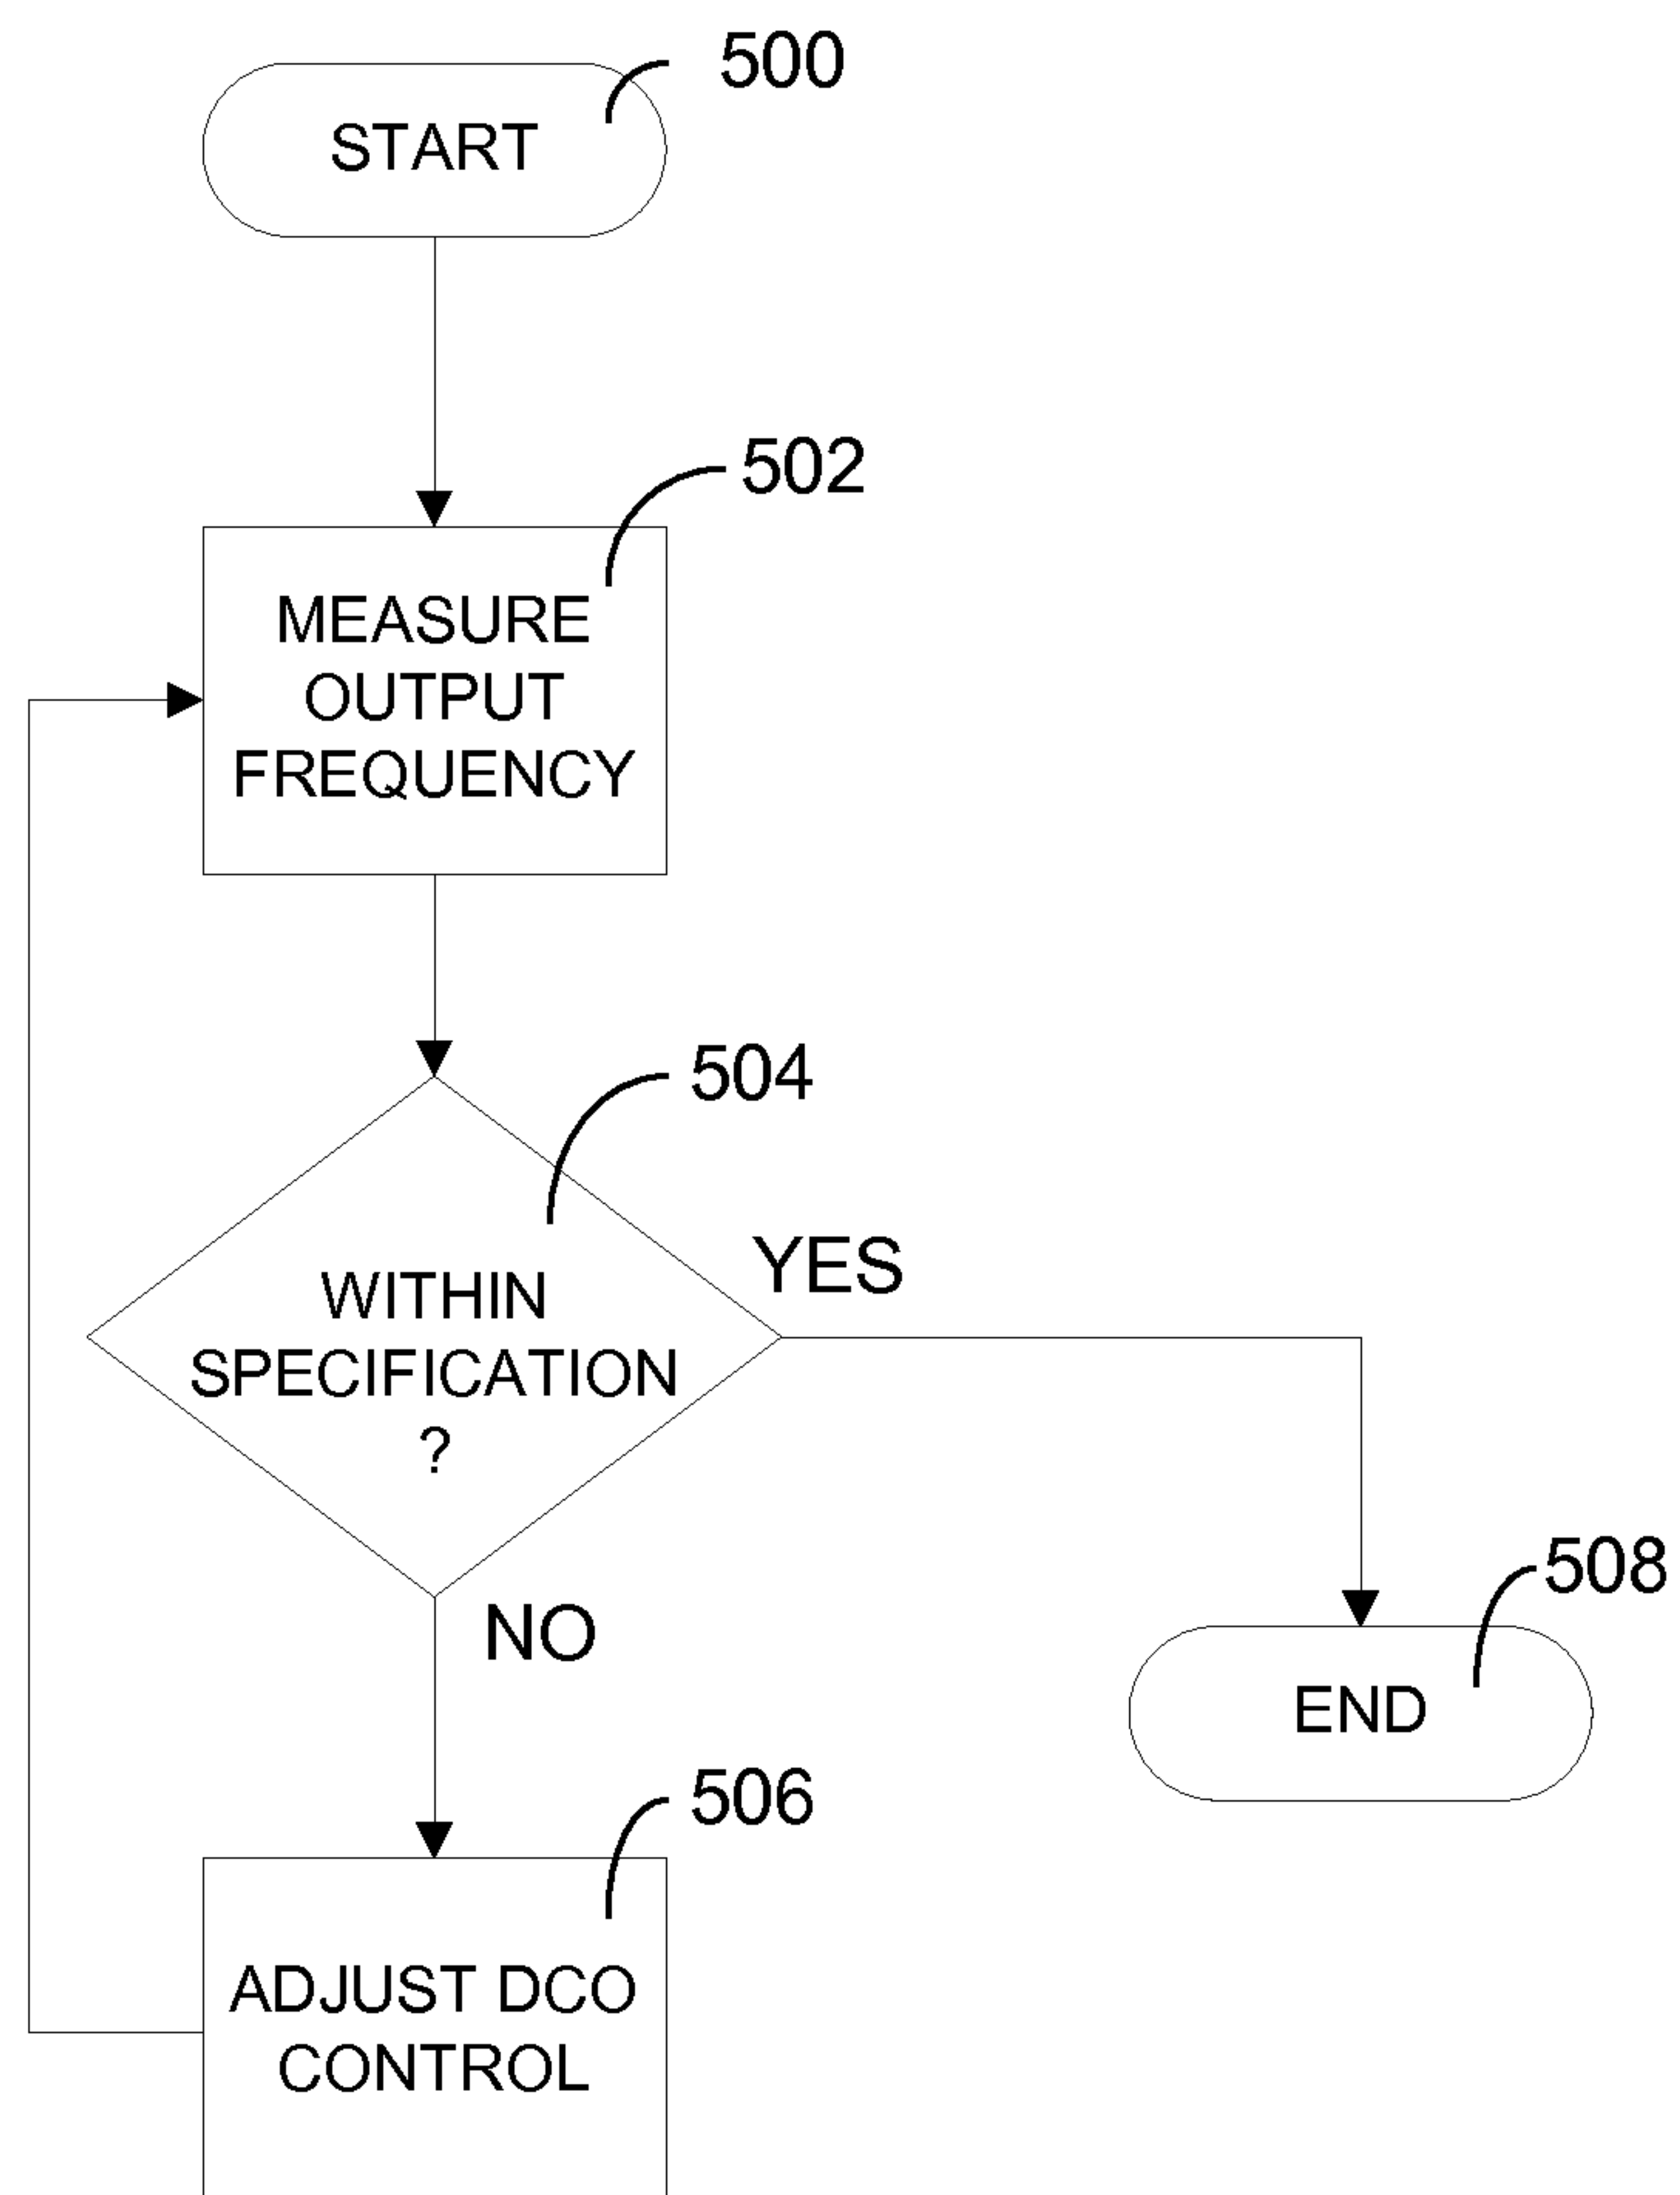 500
START
502
MEASURE
OUTPUT
FREQUENCY
504
YES
WITHIN
SPECIFICATION
?
NO
508
END
506
ADJUST DCO
CONTROL